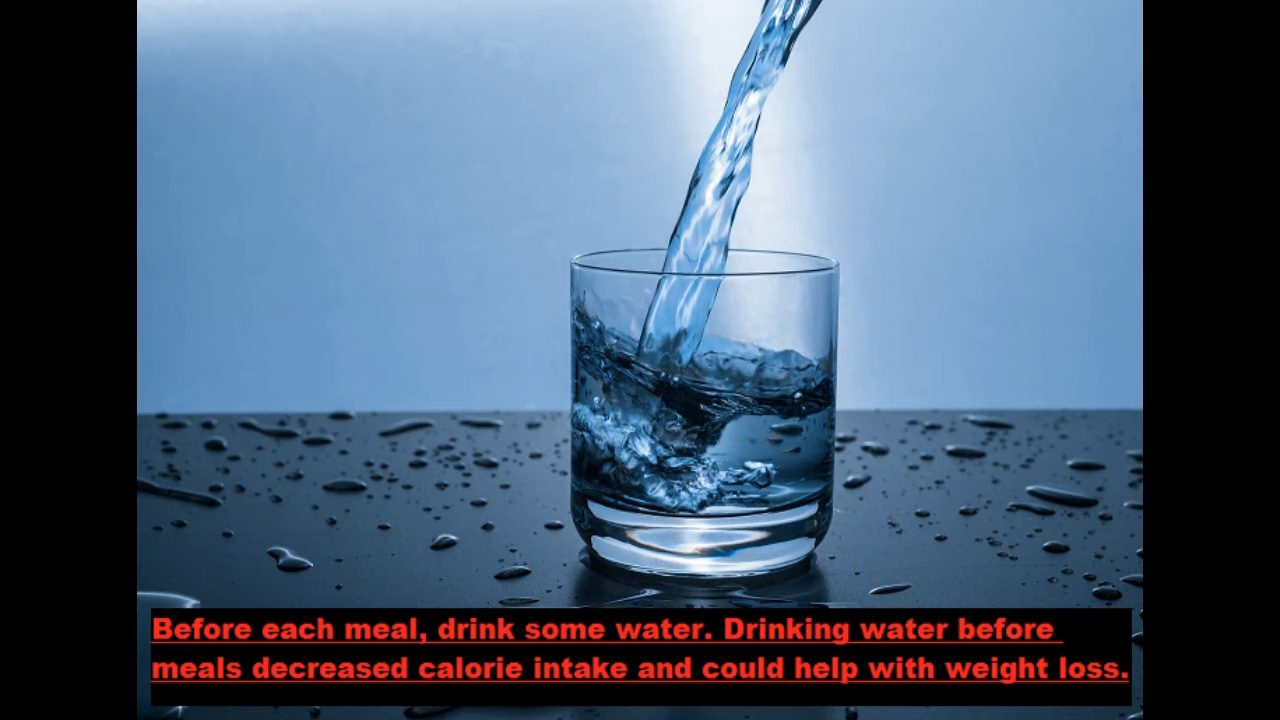 Before each meal, drink some water. Drinking water before
meals decreased calorie intake and could help with weight loss.